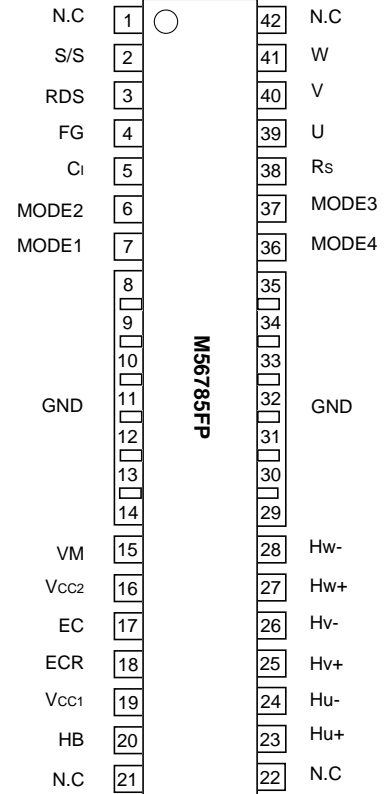 N.C 1 42 N.C
S/S 2 41 W
RDS 3 40 V
FG 4 39 U
CI 5 38 RS
MODE2 6 37 MODE3
MODE1 7 36 MODE4
8 35
9 34
10 33
GND 11 32 GND
12 31
13 30
14 29
M56785FP
VM 15 28 Hw-
VCC2 16 27 Hw+
EC 17 26 Hv-
ECR 18 25 Hv+
VCC1 19 24 Hu-
HB 20 23 Hu+
N.C 21 22 N.C